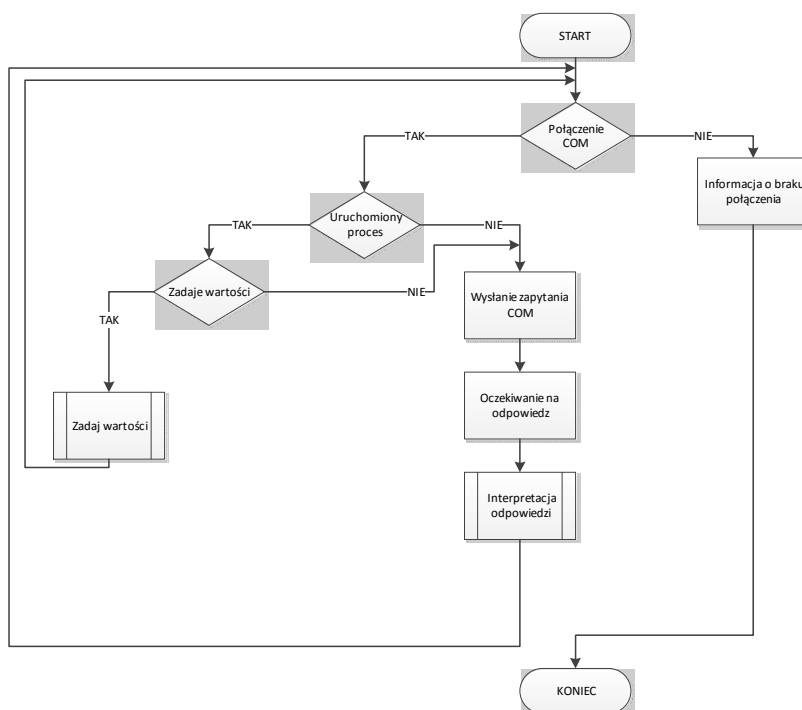 START
Połączenie
COM
TAK
NIE
Informacja o braku
połączenia
Uruchomiony
proces
TAK
NIE
Zadaje wartości
NIE
TAK
Wysłanie zapytania
COM
Zadaj wartości
Oczekiwanie na
odpowiedz
Interpretacja
odpowiedzi
KONIEC